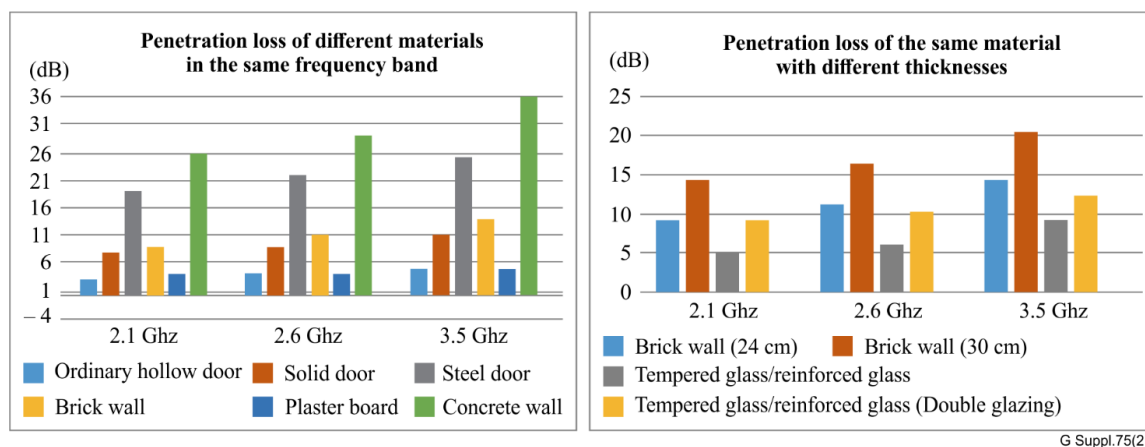 Penetration loss of different materials
in the same frequency band
(dB)
36
31
26
21
16
11
6
1
– 4
2.1 Ghz 2.6 Ghz 3.5 Ghz
Ordinary hollow door Solid door Steel door
Brick wall Plaster board Concrete wall
Penetration loss of the same material
with different thicknesses
(dB)
25
20
15
10
5
0
2.1 Ghz 2.6 Ghz 3.5 Ghz
Brick wall (24 cm) Brick wall (30 cm)
Tempered glass/reinforced glass
Tempered glass/reinforced glass (Double glazing)
G Suppl.75(2